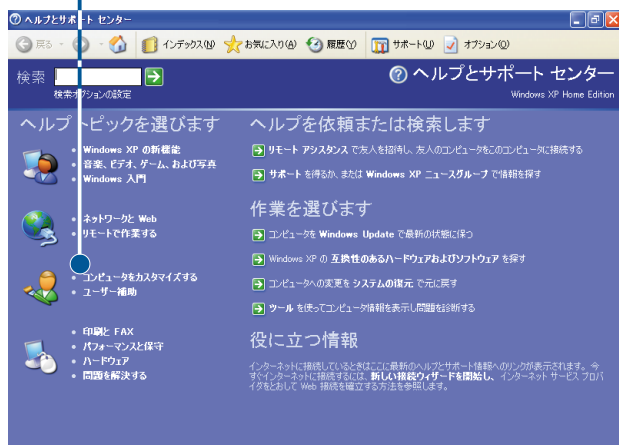 ヘルプとサポート センター
戻る
インデックス(N)
お気に入り(A)
履歴(Y)
サポート(U)
オプション(O)
検索
検索オプションの設定
ヘルプとサポート センター
Windows XP Home Edition
ヘルプ トピックを選びます
Windows XP の新機能
音楽、ビデオ、ゲーム、および写真
Windows 入門
ネットワークと Web
リモートで作業する
コンピュータをカスタマイズする
ユーザー補助
印刷と FAX
パフォーマンスと保守
ハードウェア
問題を解決する
ヘルプを依頼または検索します
リモート アシスタンス で友人を招待し、友人のコンピュータをこのコンピュータに接続する
サポート を得るか、または Windows XP ニュースグループ で情報を探す
作業を選びます
コンピュータを Windows Update で最新の状態に保つ
Windows XP の 互換性のあるハードウェアおよびソフトウェア を探す
コンピュータへの変更を システムの復元 で元に戻す
ツール を使ってコンピュータ情報を表示し問題を診断する
役に立つ情報
インターネットに接続しているときはここに最新のヘルプとサポート情報へのリンクが表示されます。今
すぐインターネットに接続するには、新しい接続ウィザードを開始し、インターネット サービス プロバ
イダをとおして Web 接続を確立する方法を参照します。